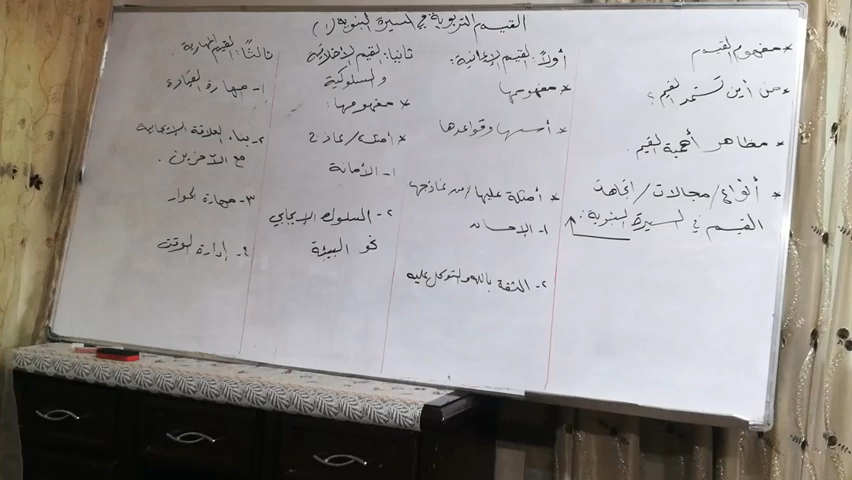 القيم التربوية في السيرة النبوية (١)
* مفهوم القيم
* من أين تستمد القيم؟
* مظاهر أهمية القيم.
* أنواع/مجالات/اتجاهات
القيم في السيرة النبوية:
أولاً: القيم الإيمانية:
* مفهومها
* أسسها وقواعدها
* أمثلة عليها/من نماذجها
١- الإحسان
٢- الثقة بالله والتوكل عليه
ثانيا: القيم الأخلاقية
والسلوكية
* مفهومها:
* أمثلة/نماذج
١- الأمانة
٢- السلوك الإيجابي
نحو البيئة
ثالثًا: القيم المهارية
١- مهارة القيادة
٢- بناء العلاقة الإيجابية
مع الآخرين.
٣- مهارة الحوار
٤- إدارة الوقت